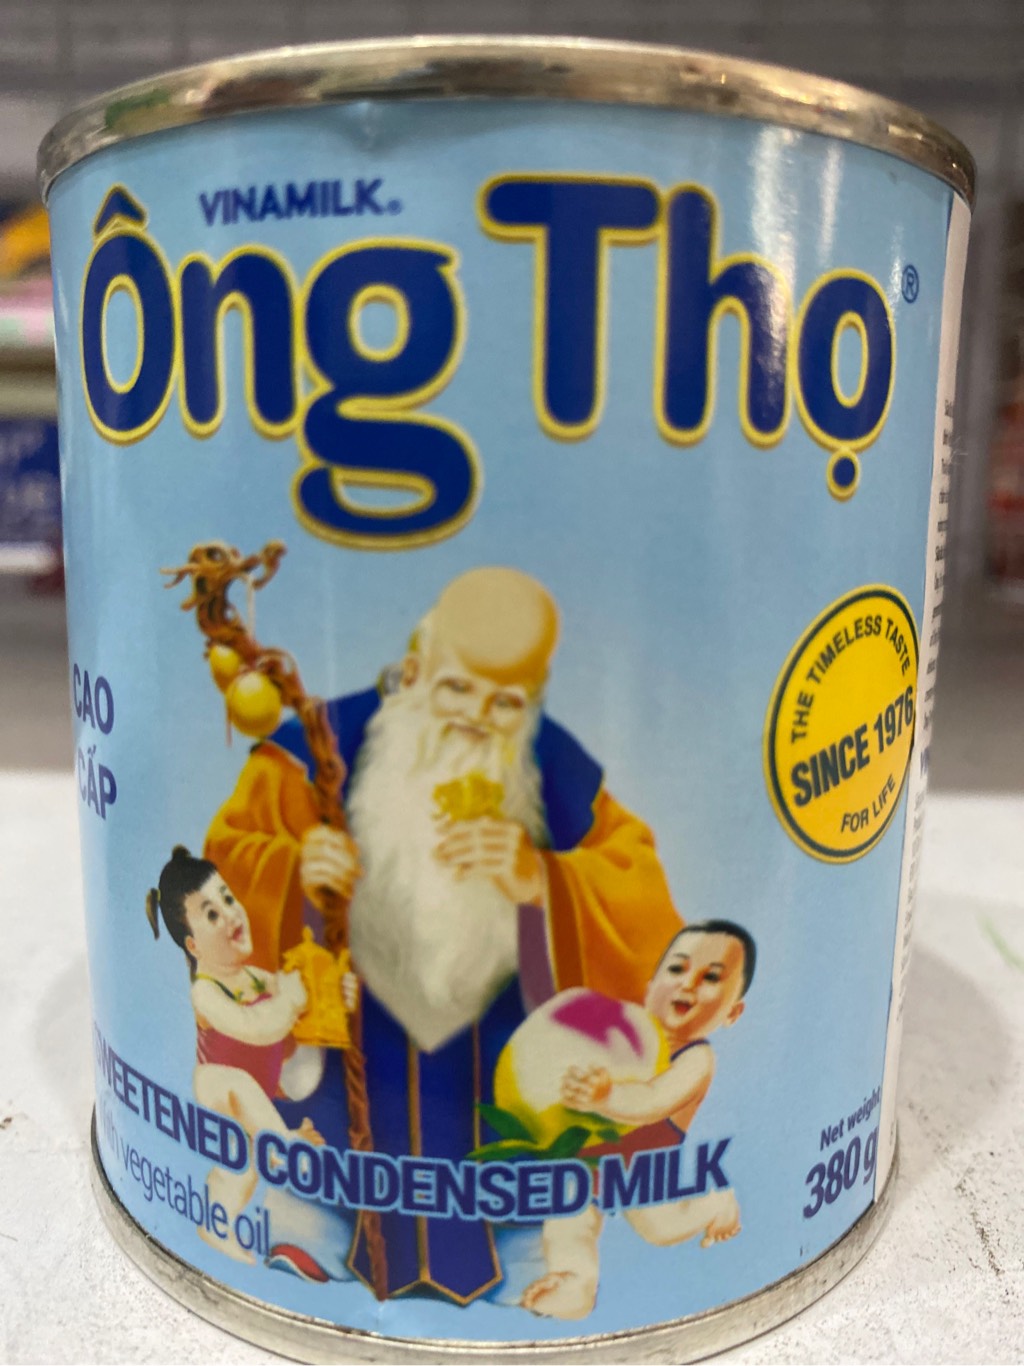 VINAMILK®
Ông Thọ®
THE TIMELESS TASTE
SINCE 1976
FOR LIFE
CAO
CẤP
SWEETENED CONDENSED MILK
with vegetable oil
Net weight
380g